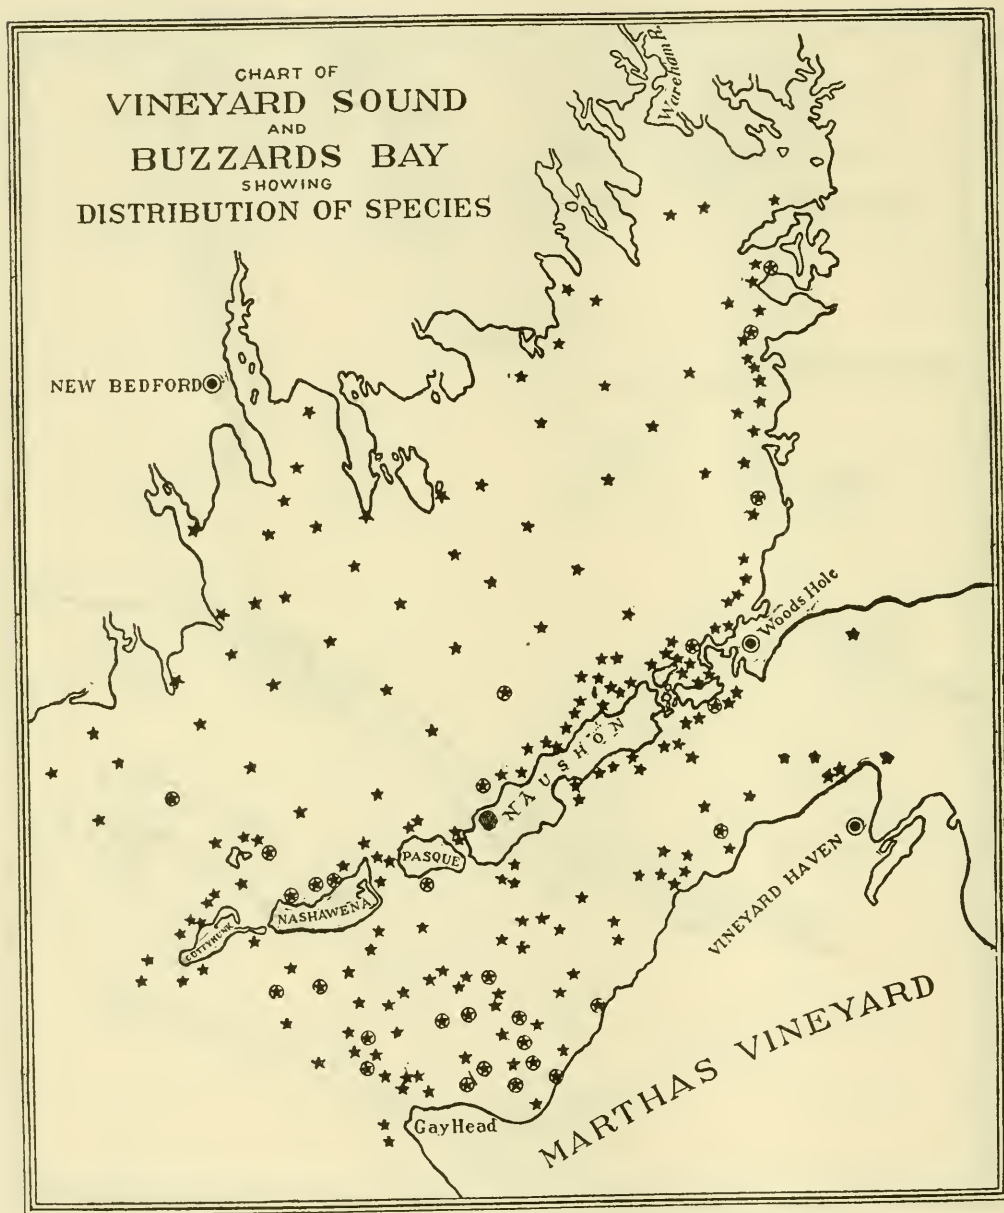 CHART OF
VINEYARD SOUND
AND
BUZZARDS BAY
SHOWING
DISTRIBUTION OF SPECIES
Wareham R.
NEW BEDFORD
Woods Hole
NAUSHON
PASQUE
NASHAWENA
CUTTYHUNK
VINEYARD HAVEN
MARTHAS VINEYARD
Gay Head